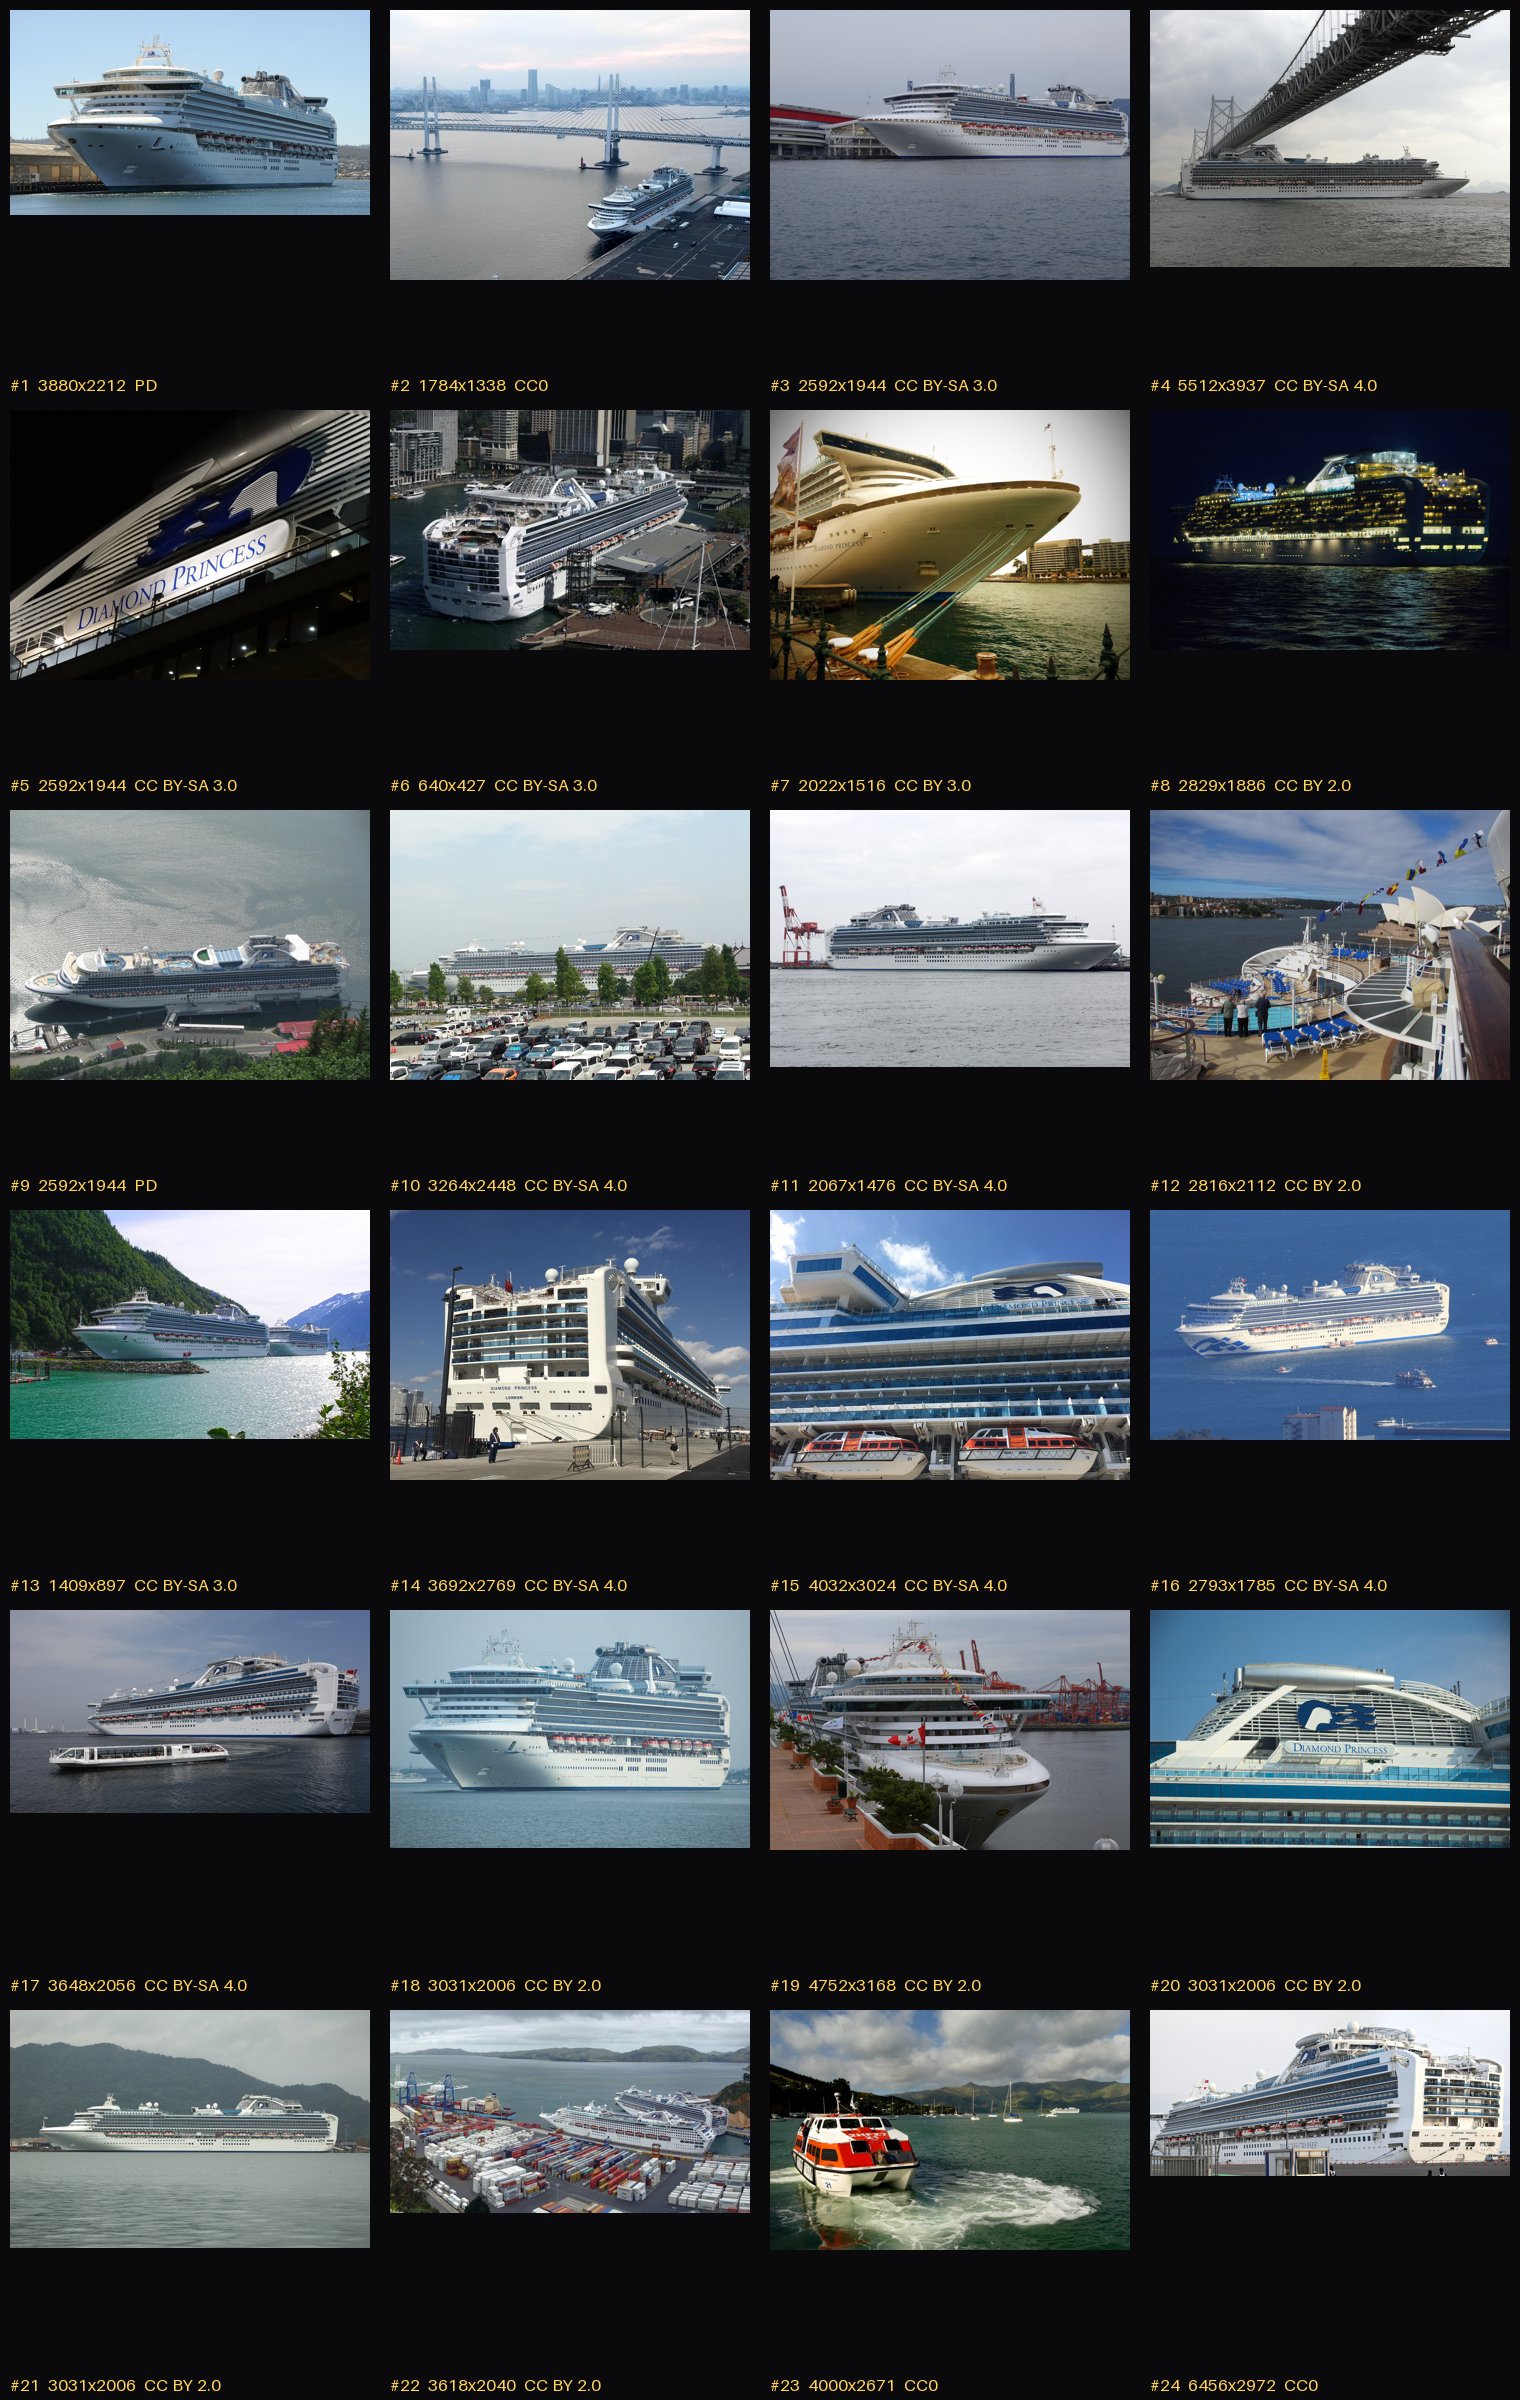 #1 3880x2212 PD
#2 1784x1338 CC0
#3 2592x1944 CC BY-SA 3.0
#4 5512x3937 CC BY-SA 4.0
DIAMOND PRINCESS
DIAMOND PRINCESS
#5 2592x1944 CC BY-SA 3.0
#6 640x427 CC BY-SA 3.0
#7 2022x1516 CC BY 3.0
#8 2829x1886 CC BY 2.0
#9 2592x1944 PD
#10 3264x2448 CC BY-SA 4.0
#11 2067x1476 CC BY-SA 4.0
#12 2816x2112 CC BY 2.0
DIAMOND PRINCESS
LONDON
DIAMOND PRINCESS
#13 1409x897 CC BY-SA 3.0
#14 3692x2769 CC BY-SA 4.0
#15 4032x3024 CC BY-SA 4.0
#16 2793x1785 CC BY-SA 4.0
DIAMOND PRINCESS
#17 3648x2056 CC BY-SA 4.0
#18 3031x2006 CC BY 2.0
#19 4752x3168 CC BY 2.0
#20 3031x2006 CC BY 2.0
#21 3031x2006 CC BY 2.0
#22 3618x2040 CC BY 2.0
#23 4000x2671 CC0
#24 6456x2972 CC0